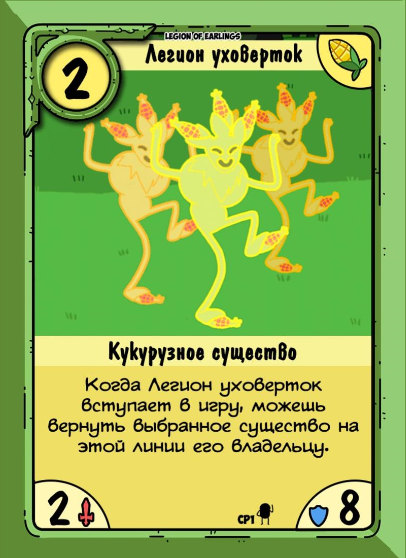 LEGION OF EARLINGS
Легион уховерток
2
Кукурузное существо
Когда Легион уховерток
вступает в игру, можешь
вернуть выбранное существо на
этой линии его владельцу.
2
СР1
8